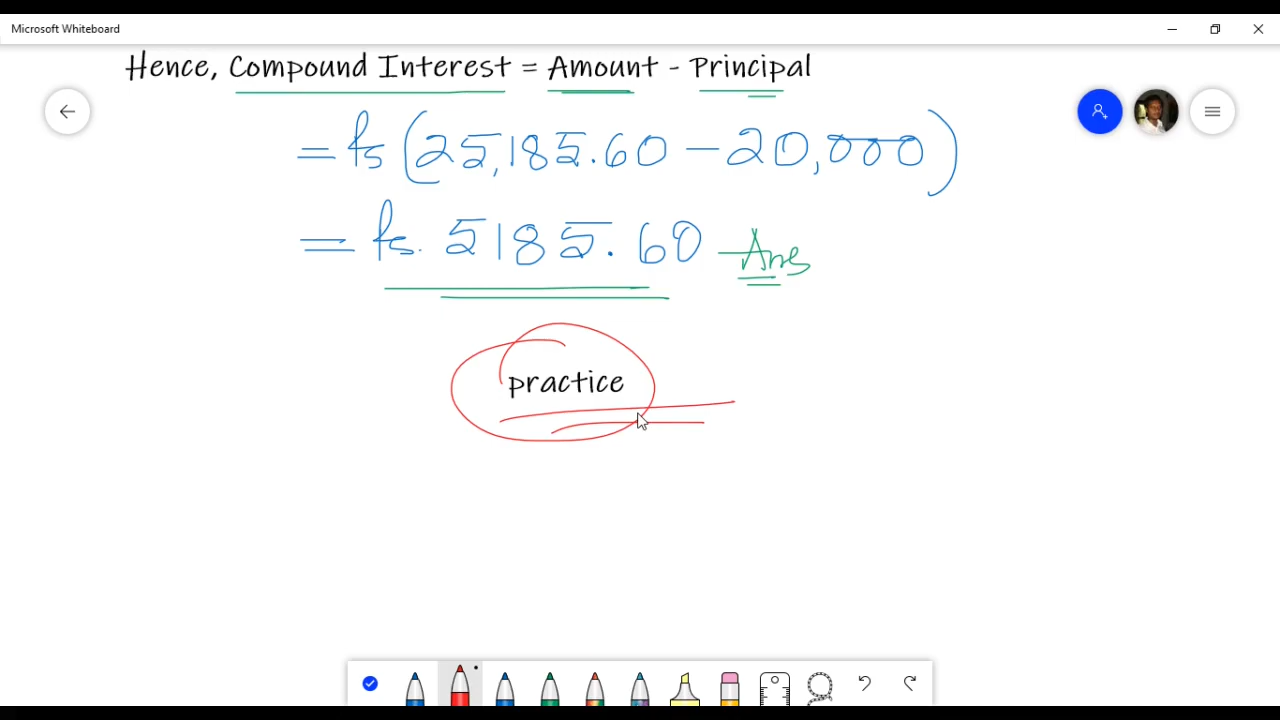 Microsoft Whiteboard
Hence, Compound Interest = Amount - Principal
= Rs (25,185.60 - 20,000)
= Rs. 5185.60 Ans
practice